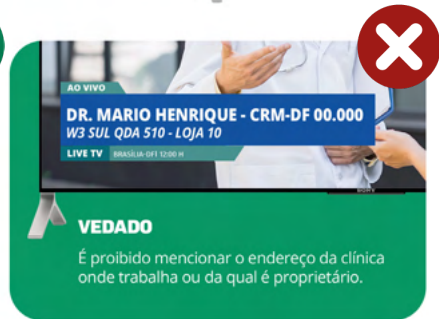 AO VIVO
DR. MARIO HENRIQUE - CRM-DF 00.000
W3 SUL QDA 510 - LOJA 10
LIVE TV BRASÍLIA-DF| 12:00 H
SONY
VEDADO
É proibido mencionar o endereço da clínica
onde trabalha ou da qual é proprietário.